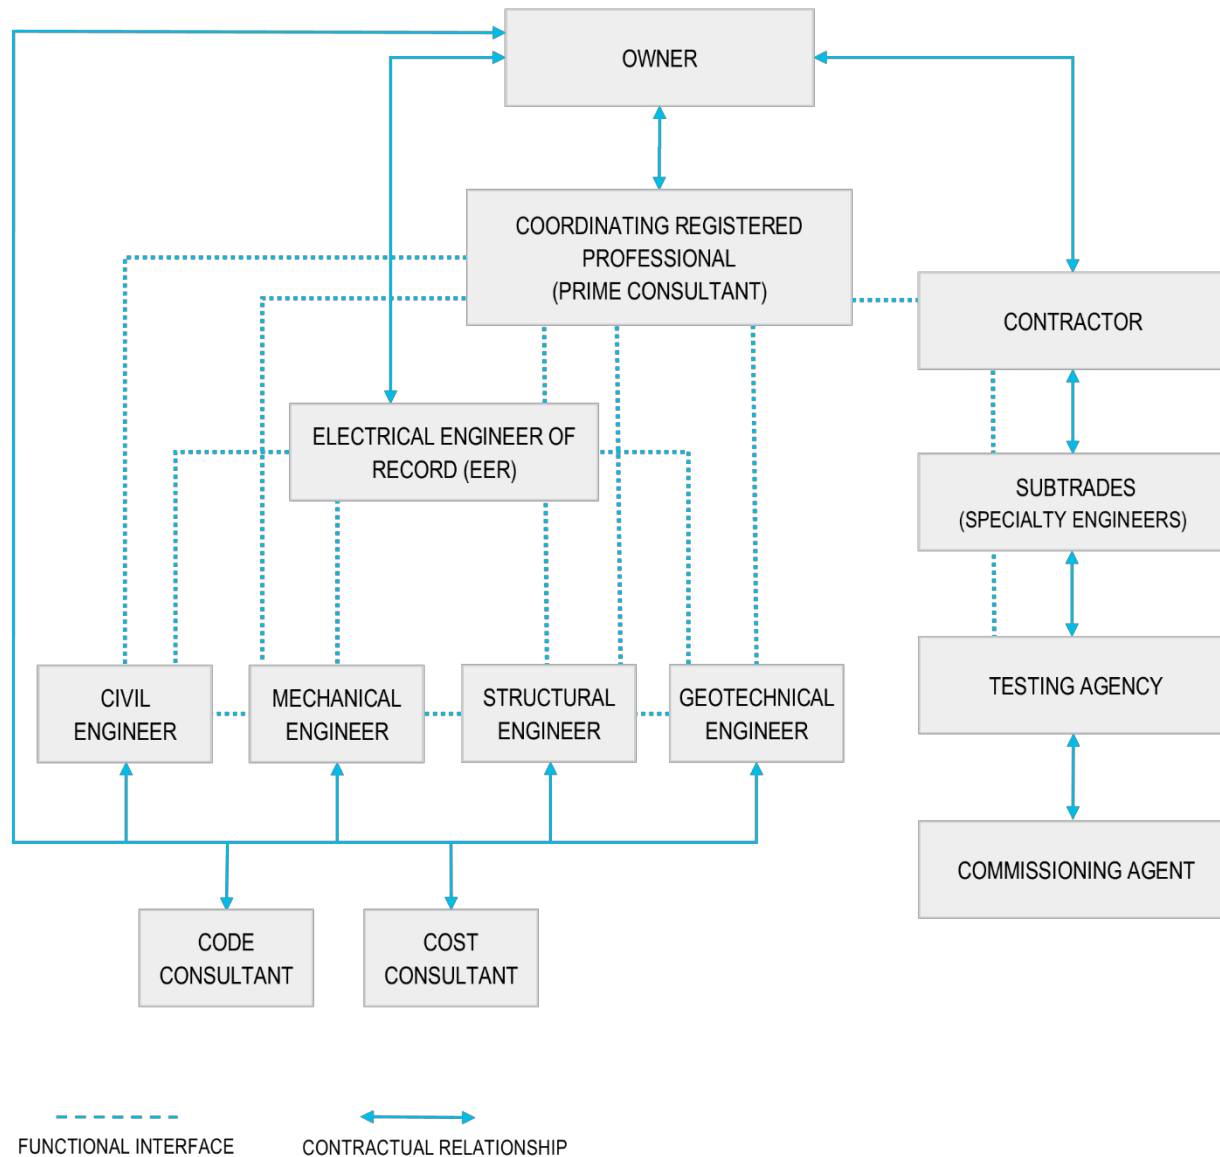 OWNER
COORDINATING REGISTERED
PROFESSIONAL
(PRIME CONSULTANT)
CONTRACTOR
ELECTRICAL ENGINEER OF
RECORD (EER)
SUBTRADES
(SPECIALTY ENGINEERS)
CIVIL
ENGINEER
MECHANICAL
ENGINEER
STRUCTURAL
ENGINEER
GEOTECHNICAL
ENGINEER
TESTING AGENCY
COMMISSIONING AGENT
CODE
CONSULTANT
COST
CONSULTANT
FUNCTIONAL INTERFACE
CONTRACTUAL RELATIONSHIP